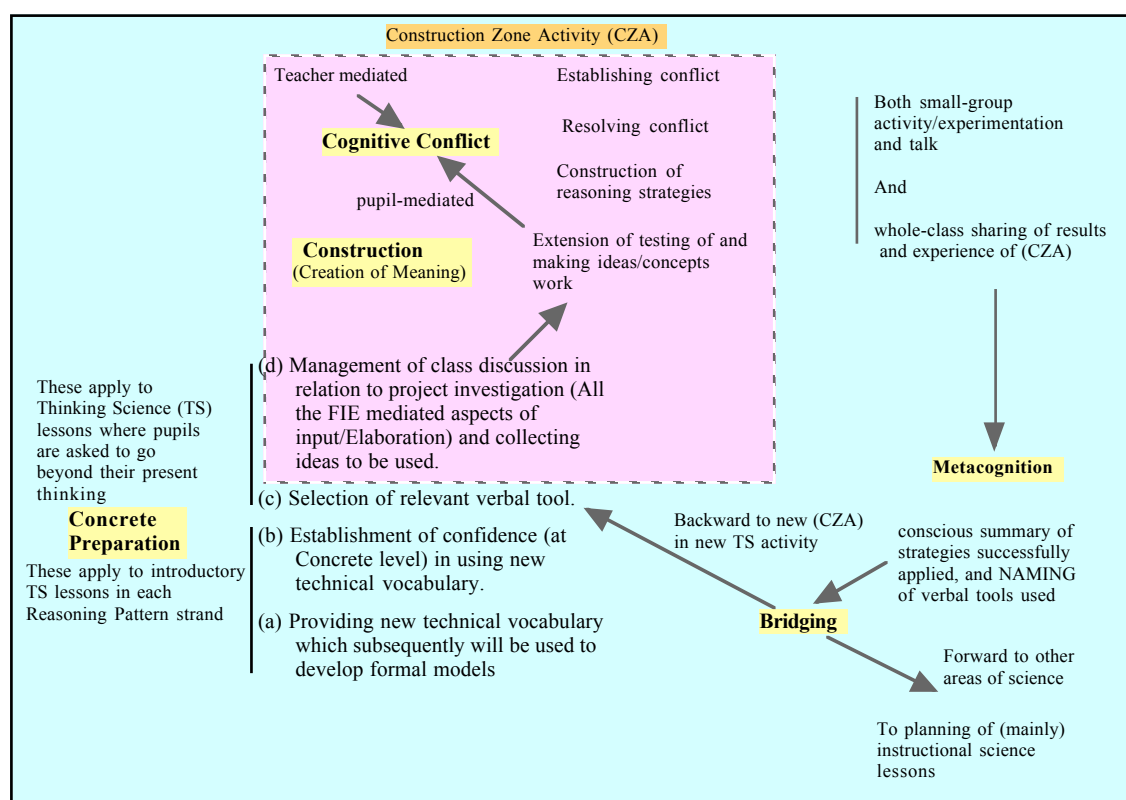 Construction Zone Activity (CZA)
Teacher mediated
Establishing conflict
Cognitive Conflict
Resolving conflict
pupil-mediated
Construction of
reasoning strategies
Construction
(Creation of Meaning)
Extension of testing of and
making ideas/concepts
work
Both small-group
activity/experimentation
and talk
And
whole-class sharing of results
and experience of (CZA)
These apply to
Thinking Science (TS)
lessons where pupils
are asked to go
beyond their present
thinking
Concrete
Preparation
These apply to introductory
TS lessons in each
Reasoning Pattern strand
(d) Management of class discussion in
relation to project investigation (All
the FIE mediated aspects of
input/Elaboration) and collecting
ideas to be used.
(c) Selection of relevant verbal tool.
(b) Establishment of confidence (at
Concrete level) in using new
technical vocabulary.
(a) Providing new technical vocabulary
which subsequently will be used to
develop formal models
Metacognition
Backward to new (CZA)
in new TS activity
conscious summary of
strategies successfully
applied, and NAMING
of verbal tools used
Bridging
Forward to other
areas of science
To planning of (mainly)
instructional science
lessons